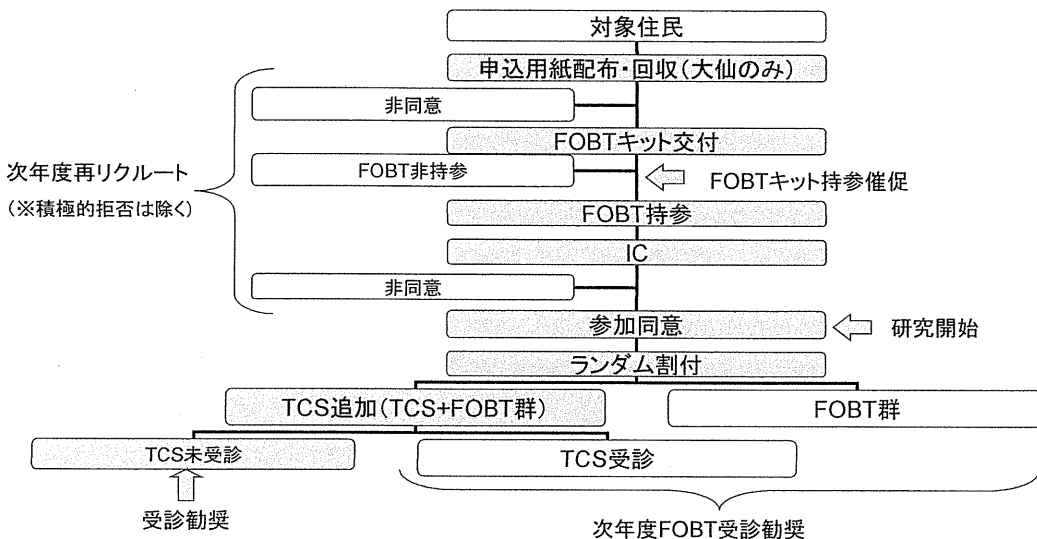 対象住民
申込用紙配布・回収(大仙のみ)
非同意
FOBTキット交付
次年度再リクルート
(※積極的拒否は除く)
FOBT非持参
FOBTキット持参催促
FOBT持参
IC
非同意
参加同意
研究開始
ランダム割付
TCS追加(TCS+FOBT群)
FOBT群
TCS未受診
TCS受診
受診勧奨
次年度FOBT受診勧奨